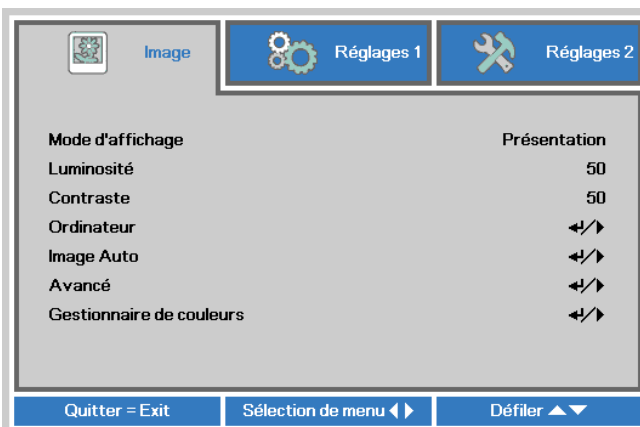 Image
Réglages 1
Réglages 2
Mode d'affichage Présentation
Luminosité 50
Contraste 50
Ordinateur ↵/▶
Image Auto ↵/▶
Avancé ↵/▶
Gestionnaire de couleurs ↵/▶
Quitter = Exit
Sélection de menu ◀ ▶
Défiler ▲▼